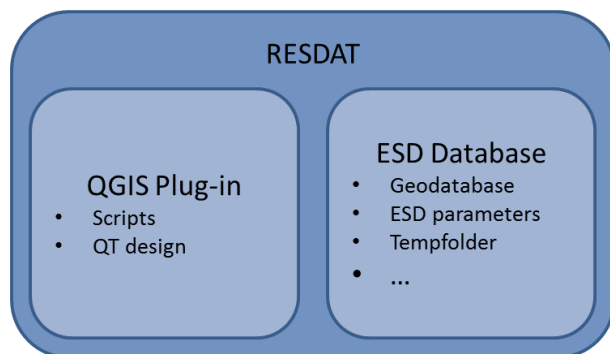 RESDAT
QGIS Plug-in
• Scripts
• QT design
ESD Database
• Geodatabase
• ESD parameters
• Tempfolder
• ...